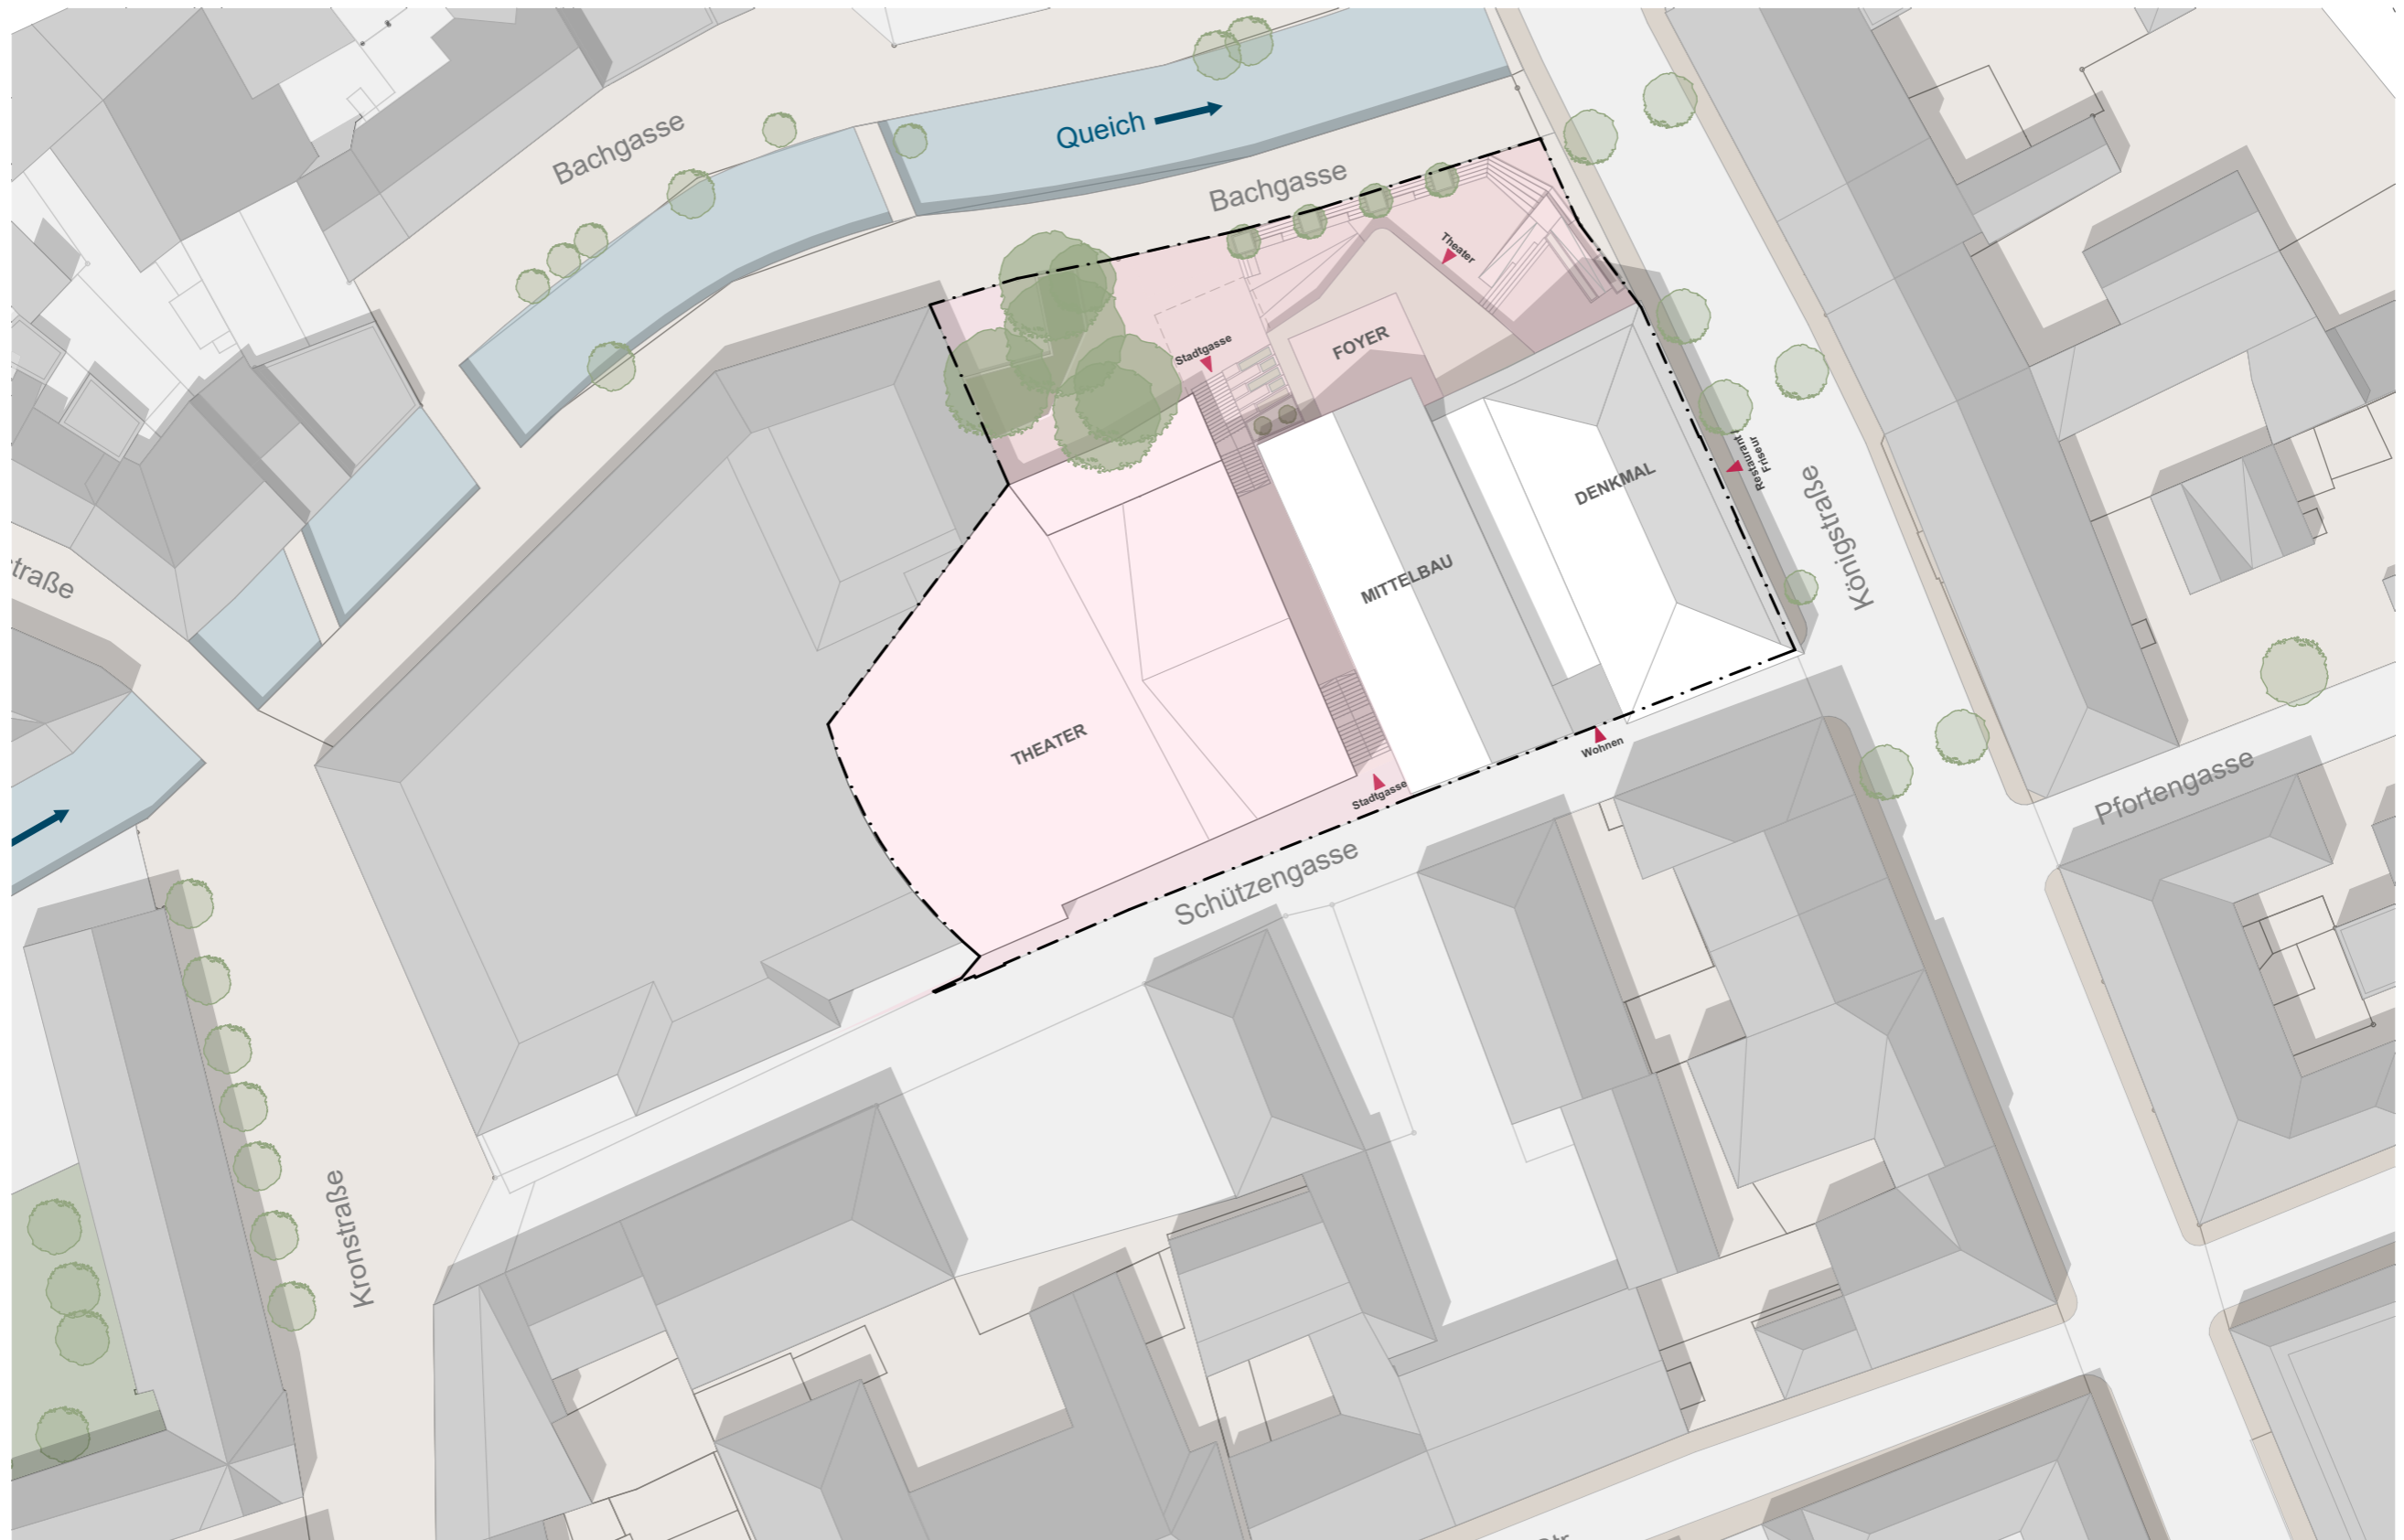 Bachgasse
Queich
Bachgasse
Theater
Stadtgasse
FOYER
Restaurant
Friseur
DENKMAL
Königstraße
traße
MITTELBAU
THEATER
Wohnen
Stadtgasse
Pfortengasse
Schützengasse
Kronstraße